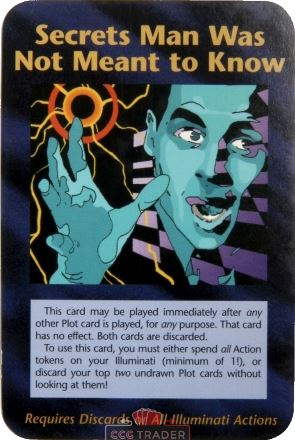 Secrets Man Was
Not Meant to Know
This card may be played immediately after any
other Plot card is played, for any purpose. That card
has no effect. Both cards are discarded.
To use this card, you must either spend all Action
tokens on your Illuminati (minimum of 1!), or
discard your top two undrawn Plot cards without
looking at them!
Requires Discards All Illuminati Actions
CCG TRADER